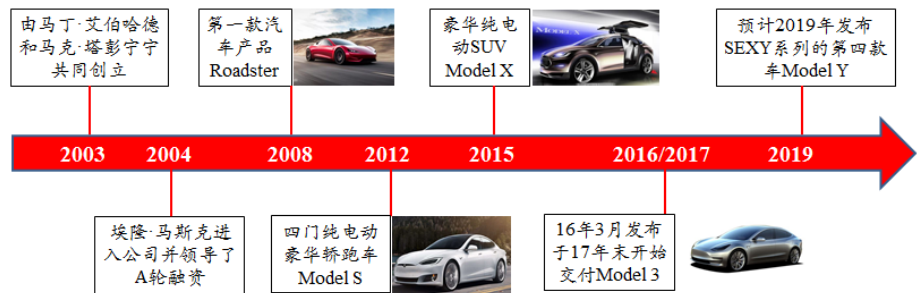 由马丁·艾伯哈德
和马克·塔彭宁宁
共同创立
第一款汽
车产品
Roadster
豪华纯电
动SUV
Model X
预计2019年发布
SEXY系列的第四款
车Model Y
2003
2004
2008
2012
2015
2016/2017
2019
埃隆·马斯克进
入公司并领导了
A轮融资
四门纯电动
豪华轿跑车
Model S
16年3月发布
于17年末开始
交付Model 3
MODEL X